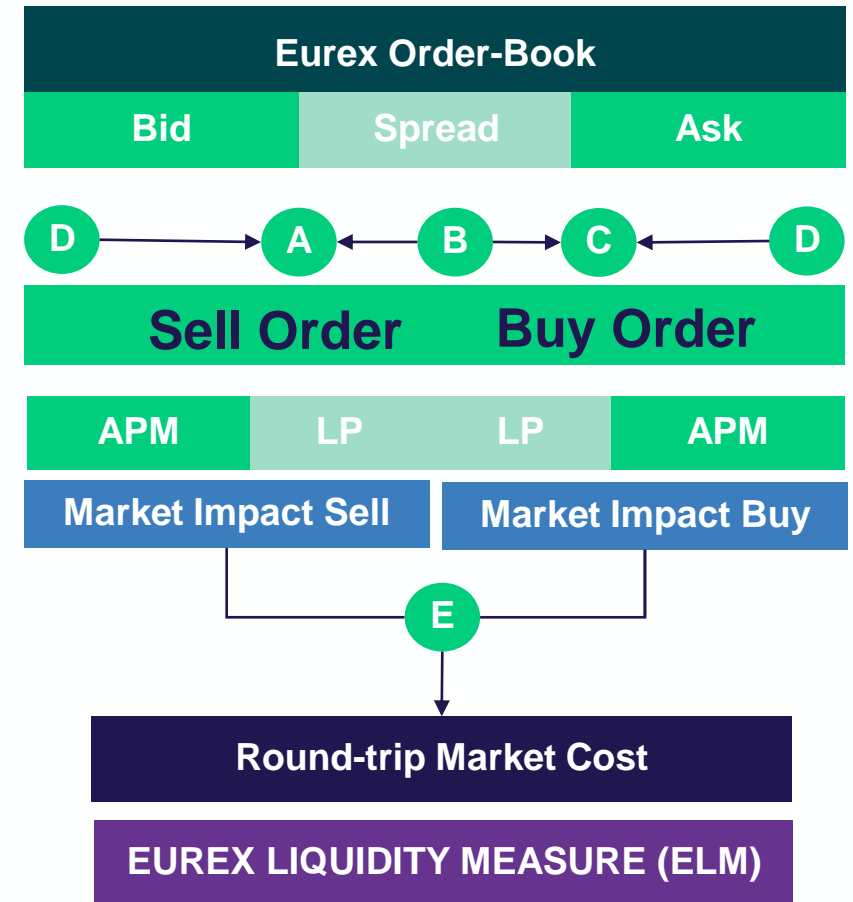 Eurex Order-Book
Bid Spread Ask
D A B C D
Sell Order Buy Order
APM LP LP APM
Market Impact Sell Market Impact Buy
E
Round-trip Market Cost
EUREX LIQUIDITY MEASURE (ELM)